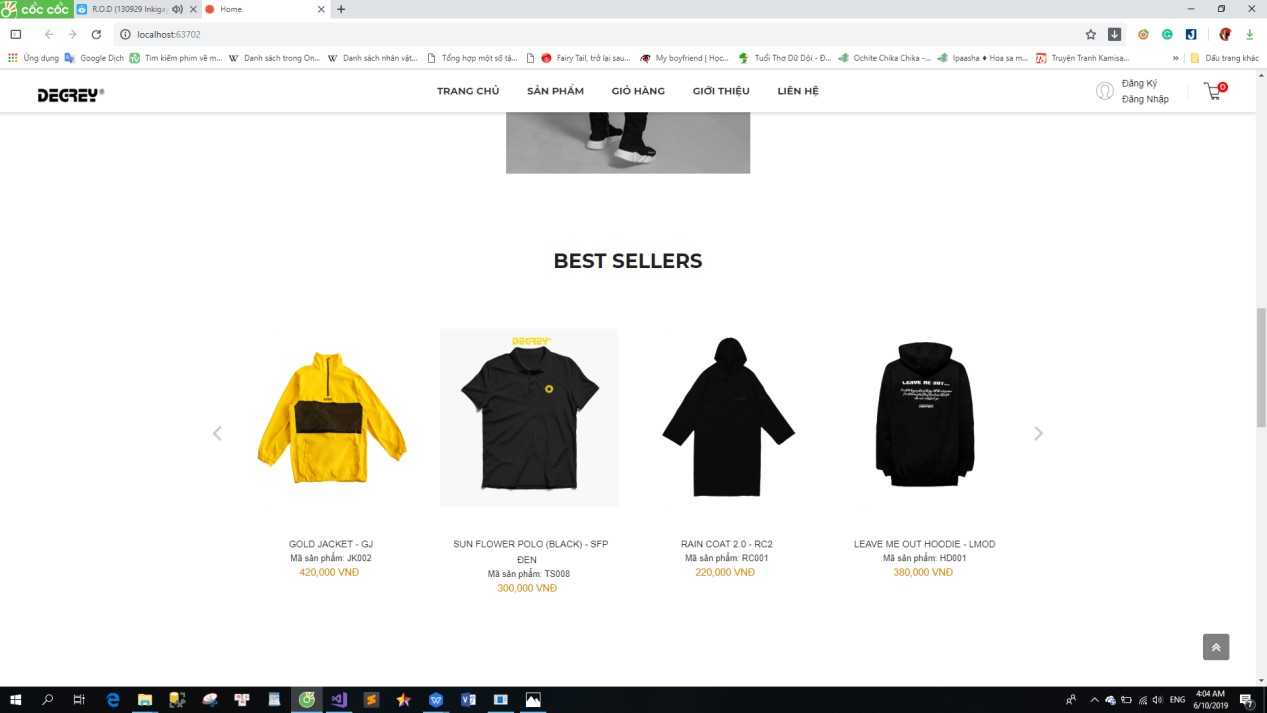 cốc cốc
R.O.D (130929 Inkiga
Home
localhost:63702
Ứng dụng
Google Dịch
Tìm kiếm phim về m...
Danh sách trong On...
Danh sách nhân vật...
Tổng hợp một số tậ...
Fairy Tail, trở lại sau...
My boyfriend | Học...
Tuổi Thơ Dữ Dội - Đ...
Ochite Chika Chika -...
Ipaasha ♦ Hoa sa m...
Truyện Tranh Kamisa...
»
Dấu trang khác
DEGREY®
TRANG CHỦ
SẢN PHẨM
GIỎ HÀNG
GIỚI THIỆU
LIÊN HỆ
Đăng Ký
Đăng Nhập
0
BEST SELLERS
DEGREY
LEAVE ME OUT...
DEGREY
GOLD JACKET - GJ
Mã sản phẩm: JK002
420,000 VNĐ
SUN FLOWER POLO (BLACK) - SFP
ĐEN
Mã sản phẩm: TS008
300,000 VNĐ
RAIN COAT 2.0 - RC2
Mã sản phẩm: RC001
220,000 VNĐ
LEAVE ME OUT HOODIE - LMOD
Mã sản phẩm: HD001
380,000 VNĐ
ENG
4:04 AM
6/10/2019
7